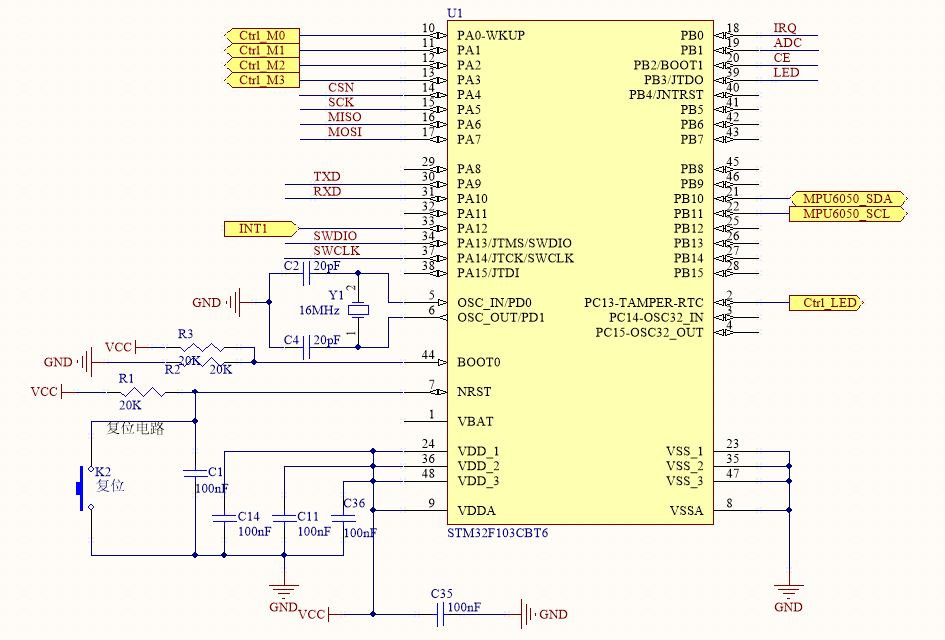 U1
Ctrl_M0 10 PA0-WKUP PB0 18 IRQ
Ctrl_M1 11 PA1 PB1 19 ADC
Ctrl_M2 12 PA2 PB2/BOOT1 20 CE
Ctrl_M3 13 PA3 PB3/JTDO 39 LED
CSN 14 PA4 PB4/JNTRST 40
SCK 15 PA5 PB5 41
MISO 16 PA6 PB6 42
MOSI 17 PA7 PB7 43
29 PA8 PB8 45
TXD 30 PA9 PB9 46
RXD 31 PA10 PB10 21 MPU6050_SDA
32 PA11 PB11 22 MPU6050_SCL
INT1 33 PA12 PB12 25
SWDIO 34 PA13/JTMS/SWDIO PB13 26
SWCLK 37 PA14/JTCK/SWCLK PB14 27
C2 20pF 38 PA15/JTDI PB15 28
GND Y1 2 5 OSC_IN/PD0 PC13-TAMPER-RTC 2 Ctrl_LED
16MHz 6 OSC_OUT/PD1 PC14-OSC32_IN 3
1 PC15-OSC32_OUT 4
C4 20pF
R3
VCC 20K
GND R2 20K 44 BOOT0
R1
VCC 20K 7 NRST
复位电路 1 VBAT
24 VDD_1 VSS_1 23
K2 C1 36 VDD_2 VSS_2 35
复位 100nF 48 VDD_3 VSS_3 47
C36 9 VDDA VSSA 8
C14 C11
100nF 100nF 100nF STM32F103CBT6
C35
GND VCC 100nF GND GND